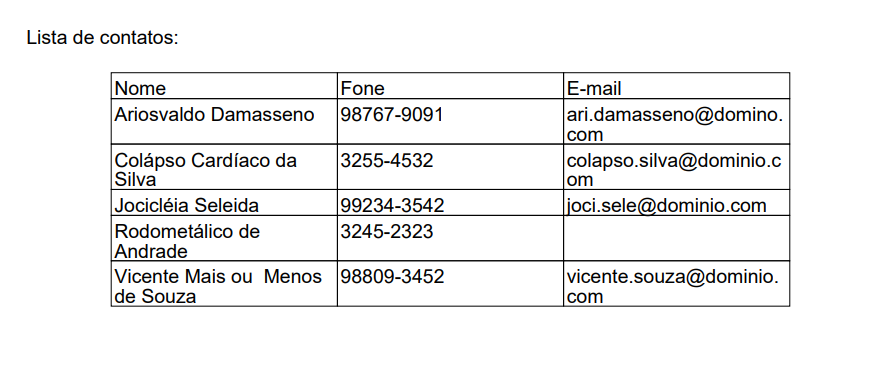 Lista de contatos:
Nome Fone E-mail
Ariosvaldo Damasseno 98767-9091 ari.damasseno@domino.
com
Colápso Cardíaco da 3255-4532 colapso.silva@dominio.c
Silva om
Jocicléia Seleida 99234-3542 joci.sele@dominio.com
Rodometálico de 3245-2323
Andrade
Vicente Mais ou  Menos 98809-3452 vicente.souza@dominio.
de Souza com